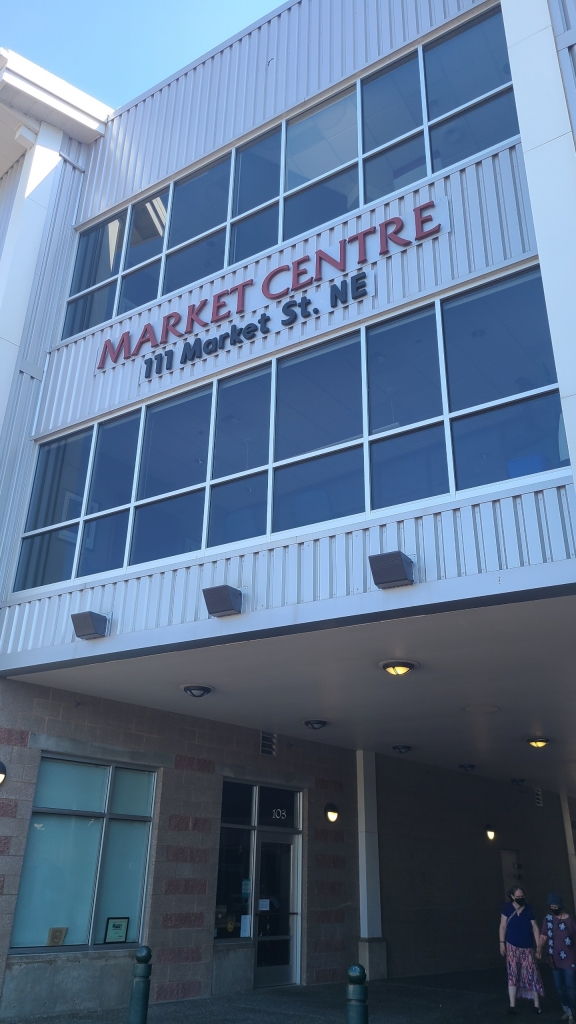 MARKET CENTRE
111 Market St. NE
103